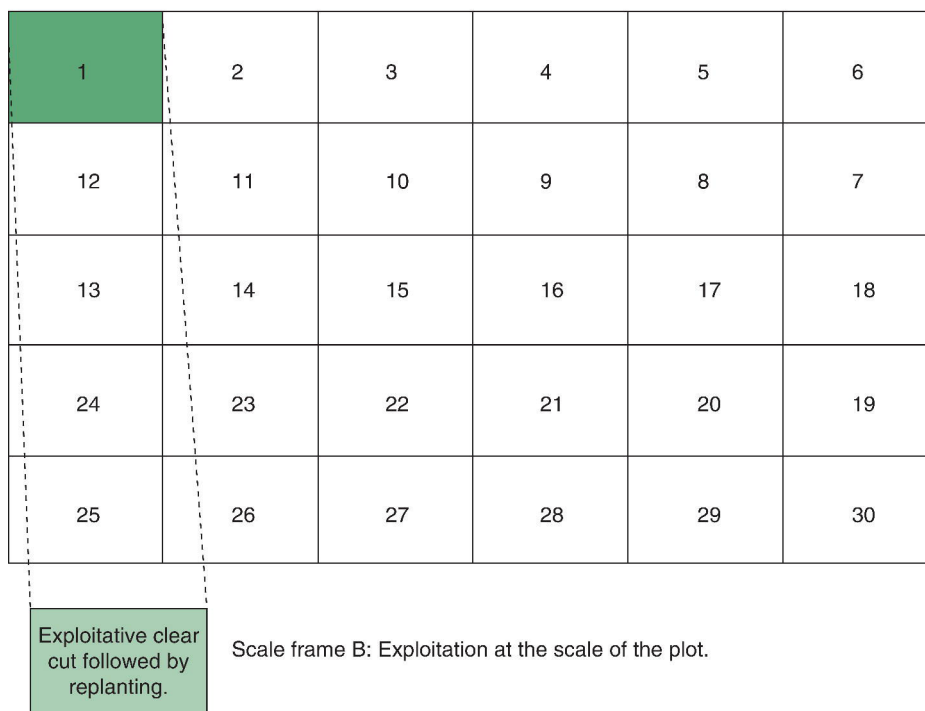 1 2 3 4 5 6
12 11 10 9 8 7
13 14 15 16 17 18
24 23 22 21 20 19
25 26 27 28 29 30
Exploitative clear
cut followed by
replanting.
Scale frame B: Exploitation at the scale of the plot.